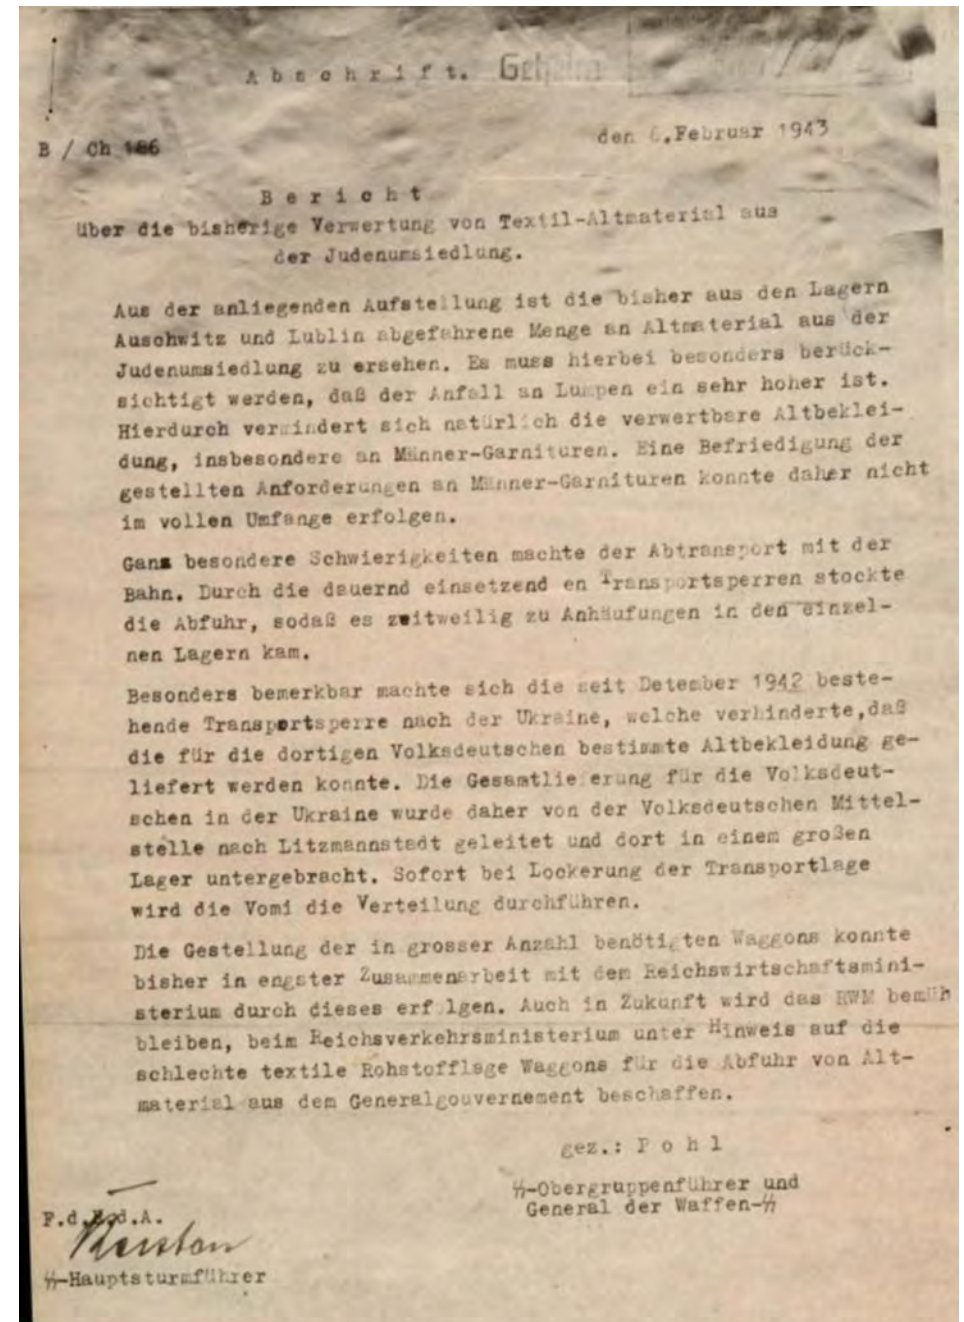 Abschrift. Geheim
den 6.Februar 1943
B / Ch 186
Bericht
über die bisherige Verwertung von Textil-Altmaterial aus
der Judenumsiedlung.
Aus der anliegenden Aufstellung ist die bisher aus den Lagern
Auschwitz und Lublin abgefahrene Menge an Altmaterial aus der
Judenumsiedlung zu ersehen. Es muss hierbei besonders berück-
sichtigt werden, daß der Anfall an Lumpen ein sehr hoher ist.
Hierdurch vermindert sich natürlich die verwertbare Altbeklei-
dung, insbesondere an Männer-Garnituren. Eine Befriedigung der
gestellten Anforderungen an Männer-Garnituren konnte daher nicht
im vollen Umfange erfolgen.
Ganz besondere Schwierigkeiten machte der Abtransport mit der
Bahn. Durch die dauernd einsetzend en Transportsperren stockte
die Abfuhr, sodaß es zeitweilig zu Anhäufungen in den einzel-
nen Lagern kam.
Besonders bemerkbar machte sich die seit Detember 1942 beste-
hende Transportsperre nach der Ukraine, welche verhinderte,daß
die für die dortigen Volksdeutschen bestimmte Altbekleidung ge-
liefert werden konnte. Die Gesamtlieferung für die Volksdeut-
schen in der Ukraine wurde daher von der Volksdeutschen Mittel-
stelle nach Litzmannstadt geleitet und dort in einem großen
Lager untergebracht. Sofort bei Lockerung der Transportlage
wird die Vomi die Verteilung durchführen.
Die Gestellung der in grosser Anzahl benötigten Waggons konnte
bisher in engster Zusammenarbeit mit dem Reichswirtschaftsmini-
sterium durch dieses erfolgen. Auch in Zukunft wird das RWM bemüh
bleiben, beim Reichsverkehrsministerium unter Hinweis auf die
schlechte textile Rohstofflage Waggons für die Abfuhr von Alt-
material aus dem Generalgouvernement beschaffen.
gez.: Pohl
SS-Obergruppenführer und
General der Waffen-SS
F.d.R.d.A.
Kersten
SS-Hauptsturmführer